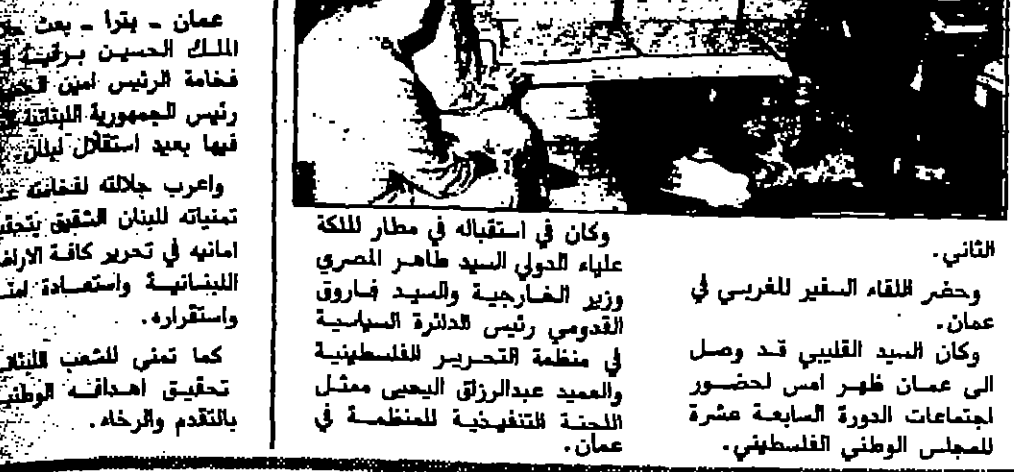 الثاني.
وحضر اللقاء السفير المغربي في
عمان.
وكان السيد القليبي قد وصل
الى عمان ظهر امس لحضور
اجتماعات الدورة السابعة عشرة
للمجلس الوطني الفلسطيني.
وكان في استقباله في مطار الملكة
علياء الدولي السيد طاهر المصري
وزير الخارجية والسيد فاروق
القدومي رئيس الدائرة السياسية
في منظمة التحرير الفلسطينية
والعميد عبدالرزاق اليحيى ممثل
اللجنة التنفيذية للمنظمة في
عمان.
عمان - بترا - بعث
الملك الحسين برقية
فخامة الرئيس امين
رئيس الجمهورية اللبنانية
فيها بعيد استقلال لبنان.
واعرب جلالته لفخامته
تمنياته للبنان الشقيق
امانيه في تحرير كافة
اللبنانية واستعادة
واستقراره.
كما تمنى للشعب
تحقيق اهدافه
بالتقدم والرخاء.